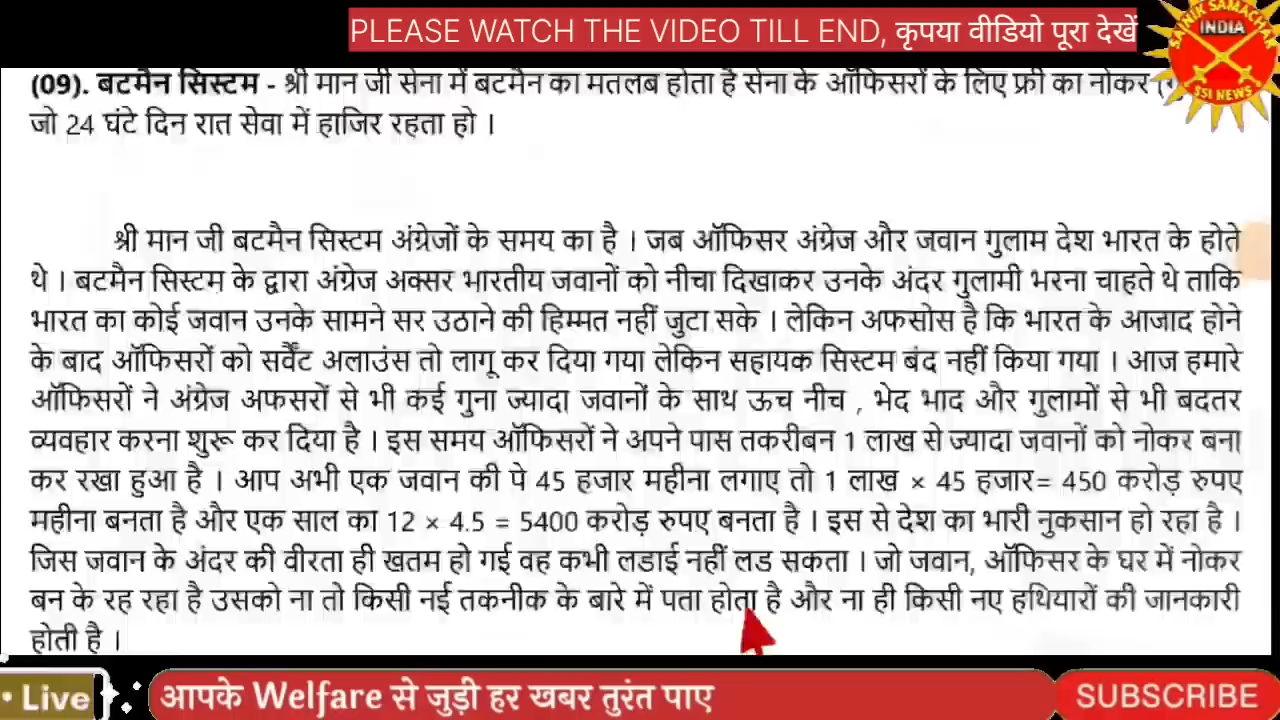 PLEASE WATCH THE VIDEO TILL END, कृपया वीडियो पूरा देखें
SAINIK SAMACHAR
INDIA
SSI NEWS
(09). बटमैन सिस्टम - श्री मान जी सेना में बटमैन का मतलब होता है सेना के ऑफिसरों के लिए फ्री का नोकर
जो 24 घंटे दिन रात सेवा में हाजिर रहता हो ।
श्री मान जी बटमैन सिस्टम अंग्रेजों के समय का है । जब ऑफिसर अंग्रेज और जवान गुलाम देश भारत के होते
थे । बटमैन सिस्टम के द्वारा अंग्रेज अक्सर भारतीय जवानों को नीचा दिखाकर उनके अंदर गुलामी भरना चाहते थे ताकि
भारत का कोई जवान उनके सामने सर उठाने की हिम्मत नहीं जुटा सके । लेकिन अफसोस है कि भारत के आजाद होने
के बाद ऑफिसरों को सर्वैंट अलाउंस तो लागू कर दिया गया लेकिन सहायक सिस्टम बंद नहीं किया गया । आज हमारे
ऑफिसरों ने अंग्रेज अफसरों से भी कई गुना ज्यादा जवानों के साथ ऊच नीच , भेद भाद और गुलामों से भी बदतर
व्यवहार करना शुरू कर दिया है । इस समय ऑफिसरों ने अपने पास तकरीबन 1 लाख से ज्यादा जवानों को नोकर बना
कर रखा हुआ है । आप अभी एक जवान की पे 45 हजार महीना लगाए तो 1 लाख × 45 हजार= 450 करोड़ रुपए
महीना बनता है और एक साल का 12 × 4.5 = 5400 करोड़ रुपए बनता है । इस से देश का भारी नुकसान हो रहा है ।
जिस जवान के अंदर की वीरता ही खतम हो गई वह कभी लडाई नहीं लड सकता । जो जवान, ऑफिसर के घर में नोकर
बन के रह रहा है उसको ना तो किसी नई तकनीक के बारे में पता होता है और ना ही किसी नए हथियारों की जानकारी
होती है ।
• Live
आपके Welfare से जुड़ी हर खबर तुरंत पाए
SUBSCRIBE